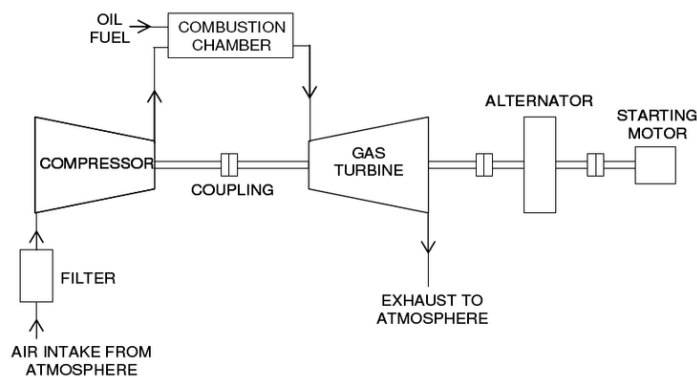 OIL
FUEL
COMBUSTION
CHAMBER
ALTERNATOR
STARTING
MOTOR
COMPRESSOR
COUPLING
GAS
TURBINE
FILTER
EXHAUST TO
ATMOSPHERE
AIR INTAKE FROM
ATMOSPHERE